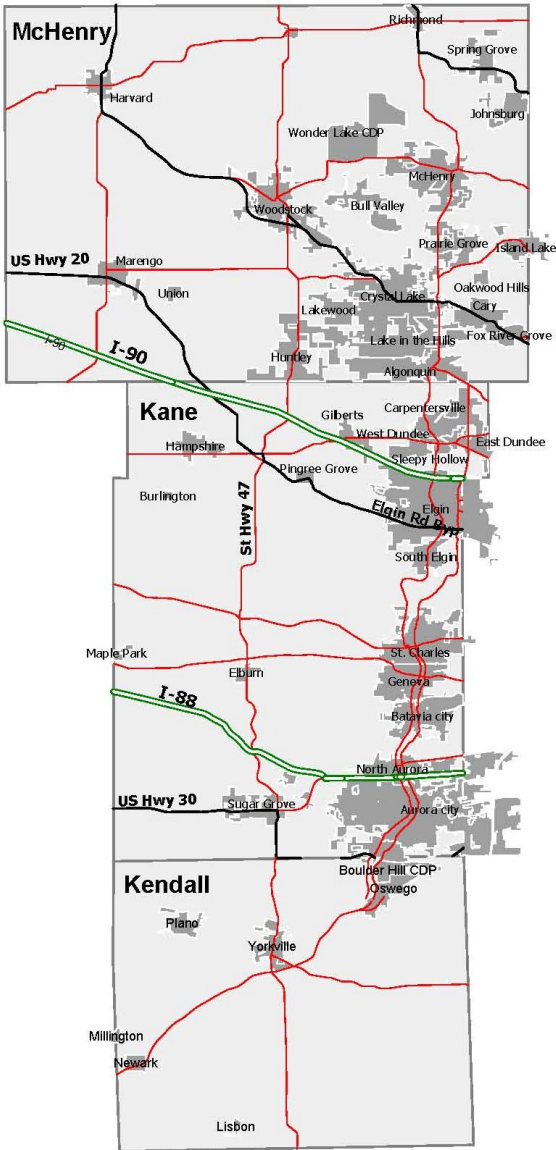 McHenry
Richmond
Spring Grove
Harvard
Johnsburg
Wonder Lake CDP
McHenry
Bull Valley
Woodstock
Prairie Grove
Island Lake
US Hwy 20
Marengo
Union
Oakwood Hills
Crystal Lake
Cary
Lakewood
Fox River Grove
Lake in the Hills
I-90
I-90
Huntley
Algonquin
Kane
Carpentersville
Gilberts
West Dundee
East Dundee
Hampshire
Sleepy Hollow
Pingree Grove
Burlington
St Hwy 47
Elgin
Elgin Rd Byp
South Elgin
Maple Park
St. Charles
Elburn
Geneva
I-88
Batavia city
North Aurora
US Hwy 30
Sugar Grove
Aurora city
Boulder Hill CDP
Kendall
Oswego
Plano
Yorkville
Millington
Newark
Lisbon